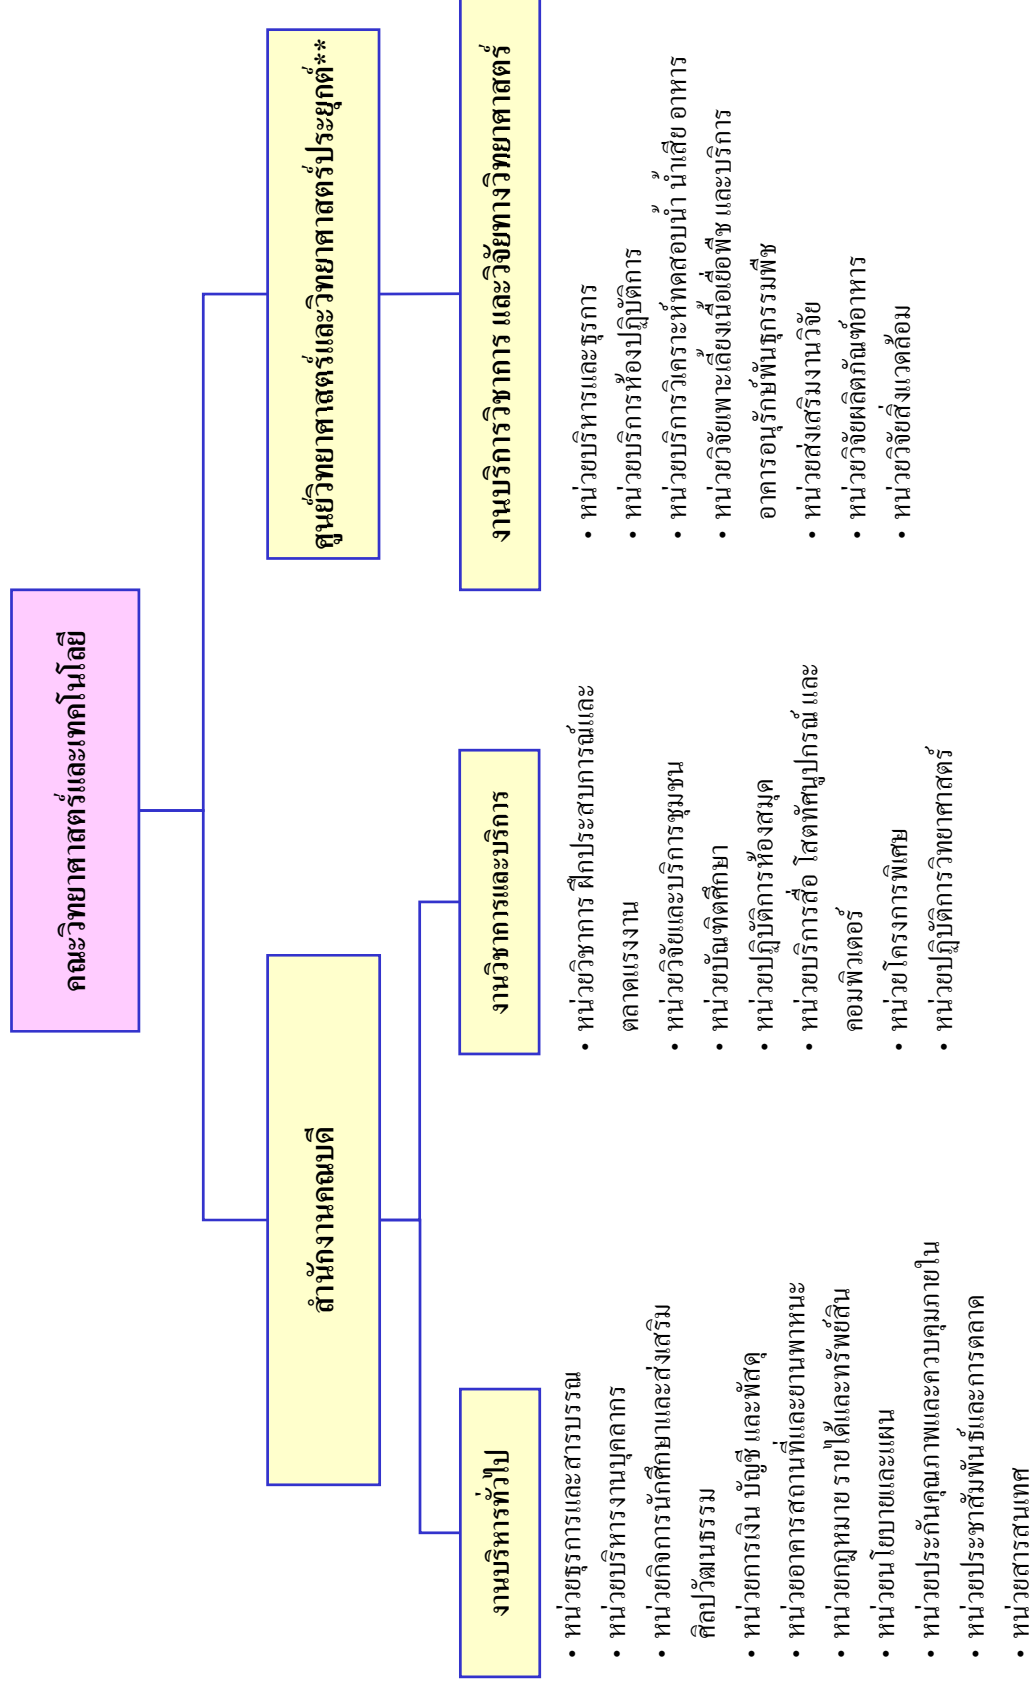 คณะวิทยาศาสตร์และเทคโนโลยี
สำนักงานคณบดี
ศูนย์วิทยาศาสตร์และวิทยาศาสตร์ประยุกต์**
งานบริหารทั่วไป
งานวิชาการและบริการ
งานบริการวิชาการ และวิจัยทางวิทยาศาสตร์
• หน่วยธุรการและสารบรรณ
• หน่วยบริหารงานบุคลากร
• หน่วยกิจการนักศึกษาและส่งเสริม
ศิลปวัฒนธรรม
• หน่วยการเงิน บัญชี และพัสดุ
• หน่วยอาคารสถานที่และยานพาหนะ
• หน่วยกฎหมาย รายได้และทรัพย์สิน
• หน่วยนโยบายและแผน
• หน่วยประกันคุณภาพและควบคุมภายใน
• หน่วยประชาสัมพันธ์และการตลาด
• หน่วยสารสนเทศ
• หน่วยวิชาการ ฝึกประสบการณ์และ
ตลาดแรงงาน
• หน่วยวิจัยและบริการชุมชน
• หน่วยบัณฑิตศึกษา
• หน่วยปฏิบัติการห้องสมุด
• หน่วยบริการสื่อ โสตทัศนูปกรณ์ และ
คอมพิวเตอร์
• หน่วยโครงการพิเศษ
• หน่วยปฏิบัติการวิทยาศาสตร์
• หน่วยบริหารและธุรการ
• หน่วยบริการห้องปฏิบัติการ
• หน่วยบริการวิเคราะห์ทดสอบน้ำ น้ำเสีย อาหาร
• หน่วยวิจัยเพาะเลี้ยงเนื้อเยื่อพืช และบริการ
อาคารอนุรักษ์พันธุกรรมพืช
• หน่วยส่งเสริมงานวิจัย
• หน่วยวิจัยผลิตภัณฑ์อาหาร
• หน่วยวิจัยสิ่งแวดล้อม